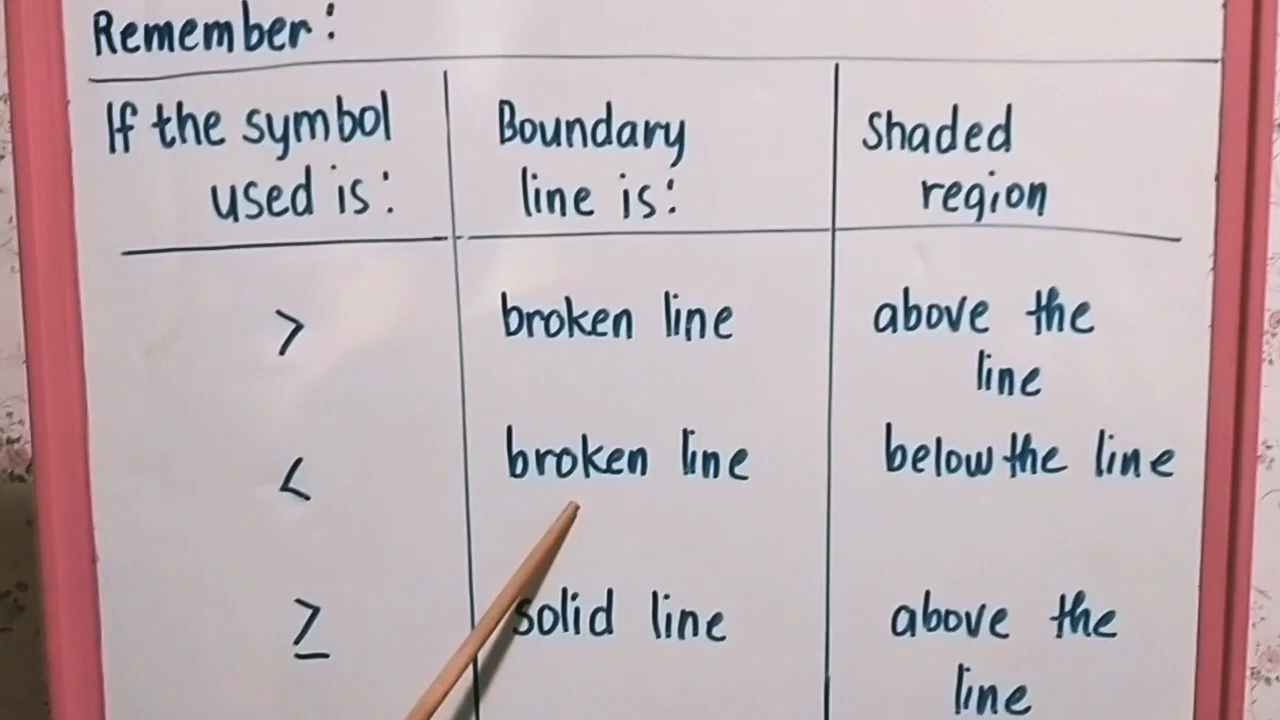 Remember:
If the symbol used is:
Boundary line is:
Shaded region
> broken line above the line
< broken line below the line
≥ solid line above the line